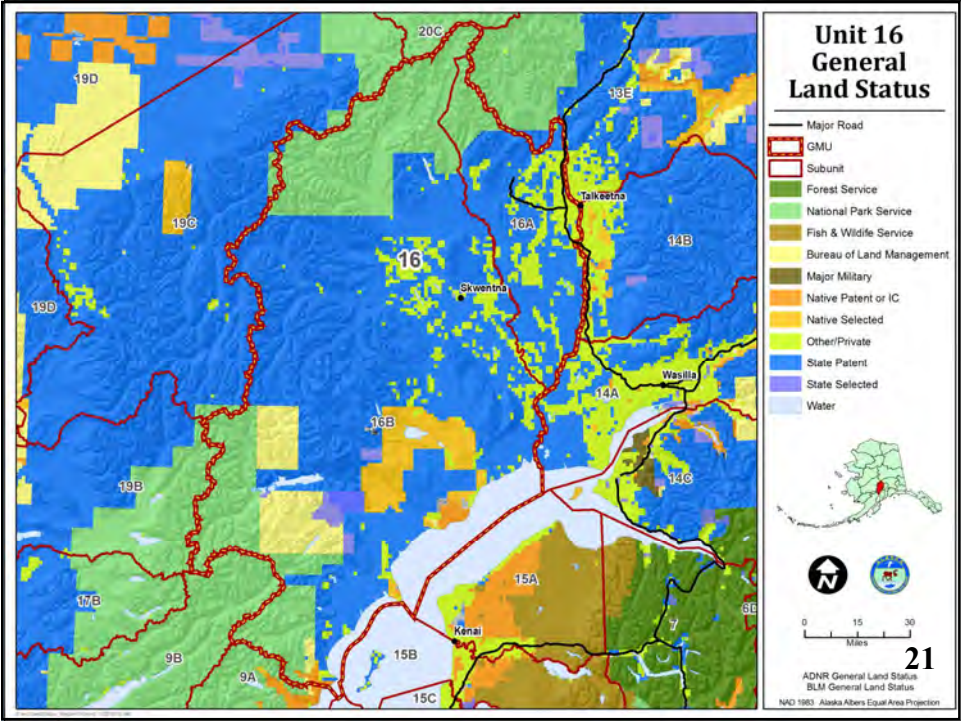 20C
19D
13E
19C
Talkeetna
16A
14B
16
Skwentna
19D
Wasilla
14A
16B
14C
19B
15A
17B
7
6D
Kenai
9B
15B
9A
15C
Unit 16
General
Land Status
Major Road
GMU
Subunit
Forest Service
National Park Service
Fish & Wildlife Service
Bureau of Land Management
Major Military
Native Patent or IC
Native Selected
Other/Private
State Patent
State Selected
Water
N
0 15 30
Miles
21
ADNR General Land Status
BLM General Land Status
NAD 1983 Alaska Albers Equal Area Projection